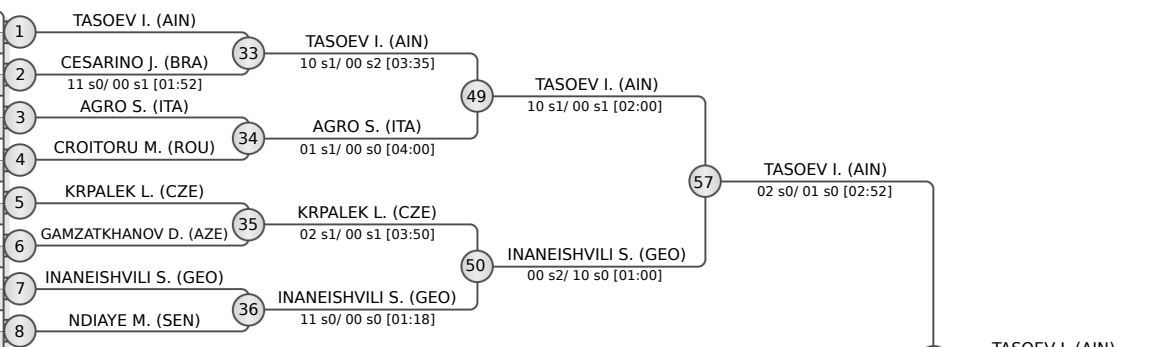 1
TASOEV I. (AIN)
2
CESARINO J. (BRA)
11 s0/ 00 s1 [01:52]
33
TASOEV I. (AIN)
10 s1/ 00 s2 [03:35]
3
AGRO S. (ITA)
4
CROITORU M. (ROU)
34
AGRO S. (ITA)
01 s1/ 00 s0 [04:00]
49
TASOEV I. (AIN)
10 s1/ 00 s1 [02:00]
5
KRPALEK L. (CZE)
6
GAMZATKHANOV D. (AZE)
35
KRPALEK L. (CZE)
02 s1/ 00 s1 [03:50]
7
INANEISHVILI S. (GEO)
8
NDIAYE M. (SEN)
36
INANEISHVILI S. (GEO)
11 s0/ 00 s0 [01:18]
50
INANEISHVILI S. (GEO)
00 s2/ 10 s0 [01:00]
57
TASOEV I. (AIN)
02 s0/ 01 s0 [02:52]
TASOEV I. (AIN)